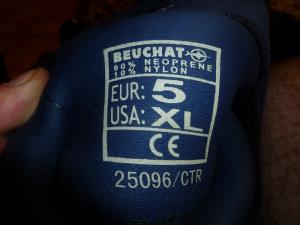 BEUCHAT
90% NEOPRENE
10% NYLON
EUR: 5
USA: XL
CE
25096/CTR